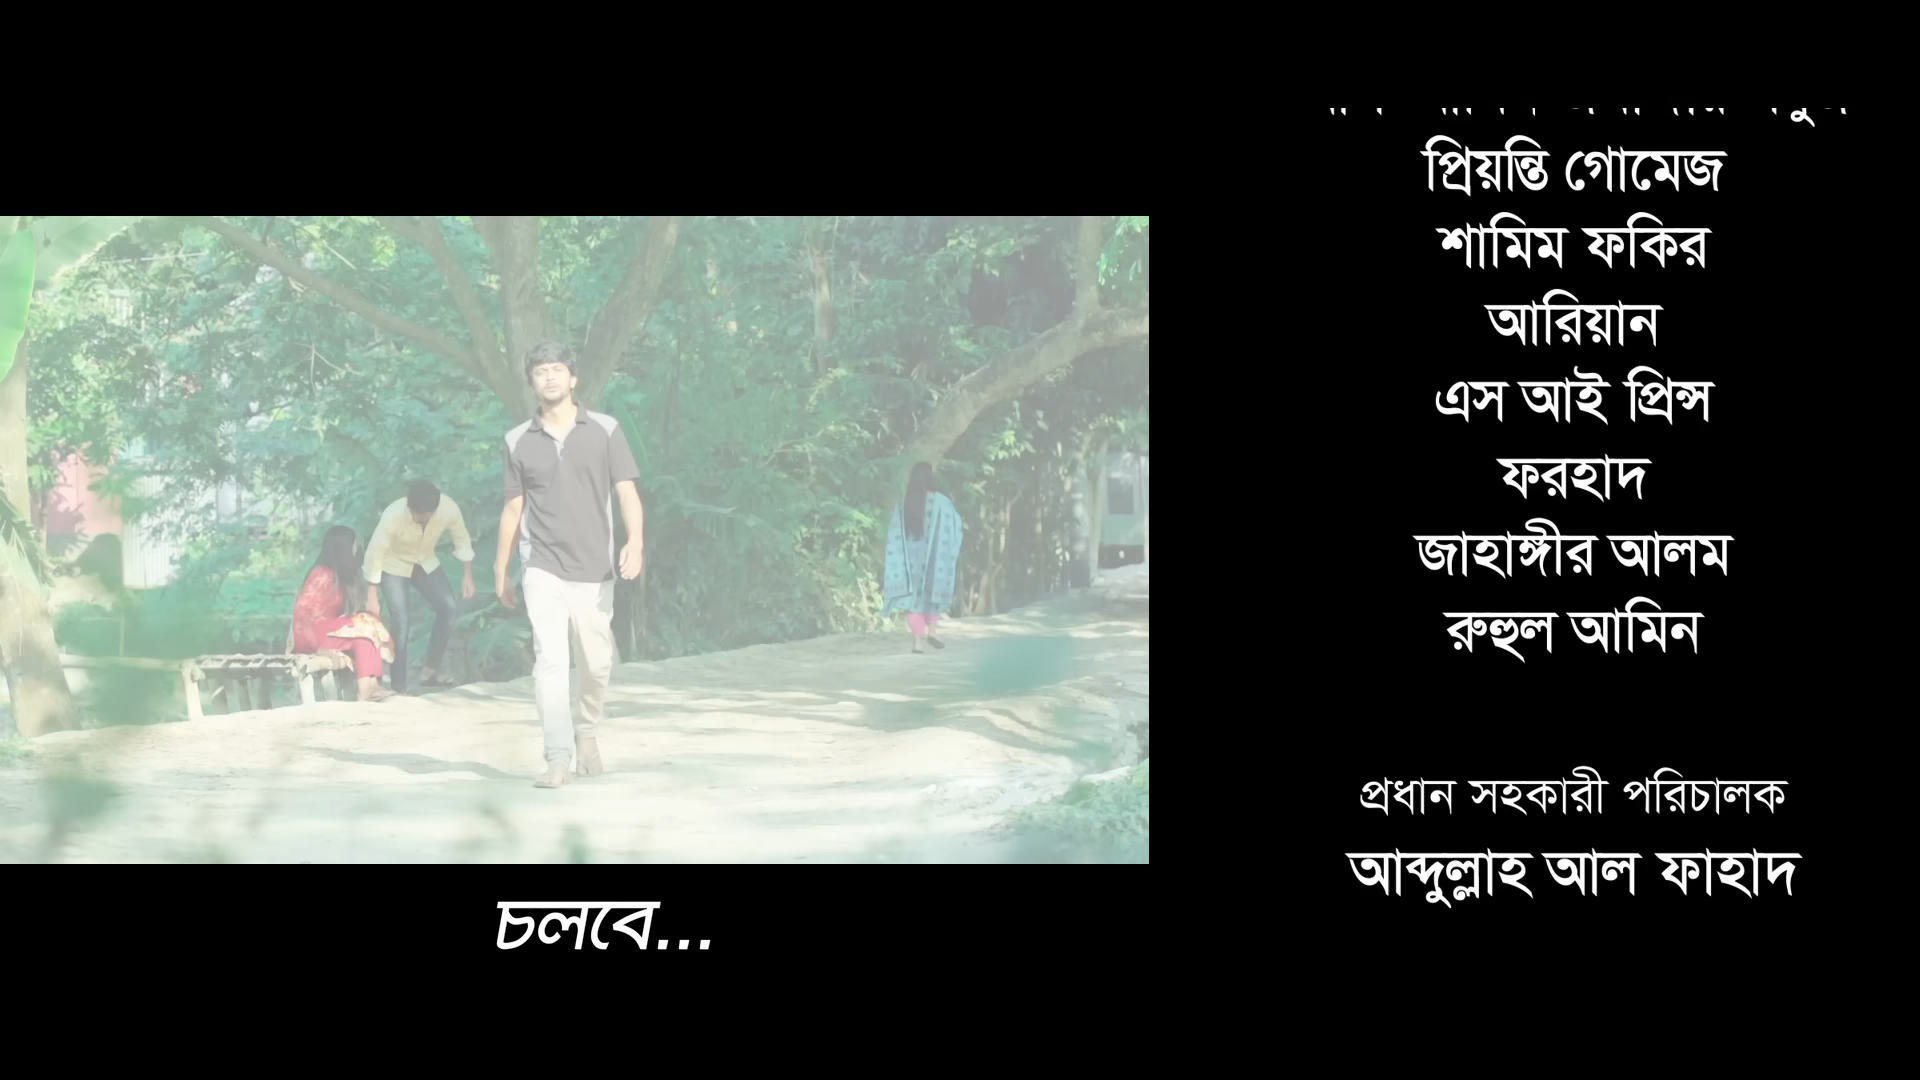 প্রিয়ন্তি গোমেজ
শামিম ফকির
আরিয়ান
এস আই প্রিন্স
ফরহাদ
জাহাঙ্গীর আলম
রুহুল আমিন
প্রধান সহকারী পরিচালক
আব্দুল্লাহ আল ফাহাদ
চলবে...